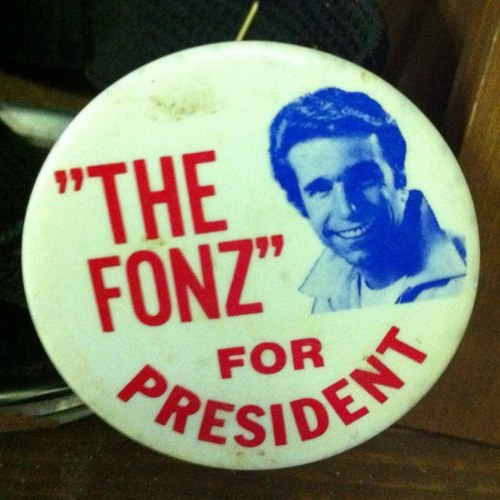 "THE
FONZ"
FOR
PRESIDENT